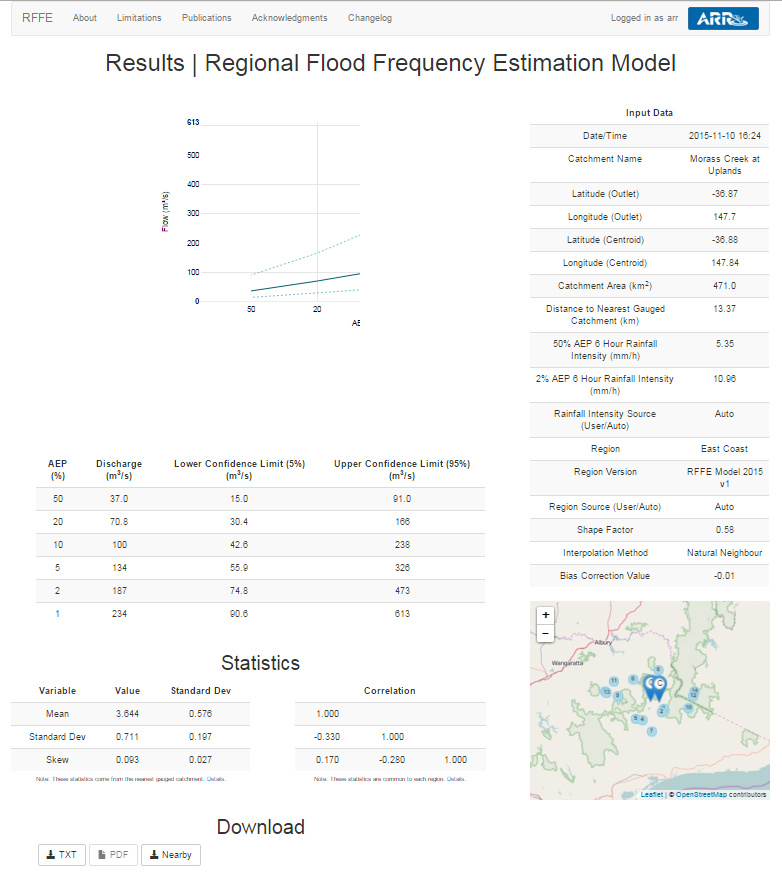 RFFE About Limitations Publications Acknowledgments Changelog Logged in as arr ARR
Results | Regional Flood Frequency Estimation Model
613
500
400
300
200
100
0
Flow (m³/s)
50 20
AE
Input Data
Date/Time 2015-11-10 16:24
Catchment Name Morass Creek at
Uplands
Latitude (Outlet) -36.87
Longitude (Outlet) 147.7
Latitude (Centroid) -36.88
Longitude (Centroid) 147.84
Catchment Area (km²) 471.0
Distance to Nearest Gauged 13.37
Catchment (km)
50% AEP 6 Hour Rainfall 5.35
Intensity (mm/h)
2% AEP 6 Hour Rainfall Intensity 10.96
(mm/h)
Rainfall Intensity Source Auto
(User/Auto)
Region East Coast
Region Version RFFE Model 2015
v1
Region Source (User/Auto) Auto
Shape Factor 0.58
Interpolation Method Natural Neighbour
Bias Correction Value -0.01
AEP Discharge Lower Confidence Limit (5%) Upper Confidence Limit (95%)
(%) (m³/s) (m³/s) (m³/s)
50 37.0 15.0 91.0
20 70.8 30.4 166
10 100 42.6 238
5 134 55.9 326
2 187 74.8 473
1 234 90.6 613
+
−
Albury
Wangaratta
Leaflet | © OpenStreetMap contributors
Statistics
Variable Value Standard Dev
Mean 3.644 0.576
Standard Dev 0.711 0.197
Skew 0.093 0.027
Note: These statistics come from the nearest gauged catchment. Details.
Correlation
1.000
-0.330 1.000
0.170 -0.280 1.000
Note: These statistics are common to each region. Details.
Download
TXT PDF Nearby